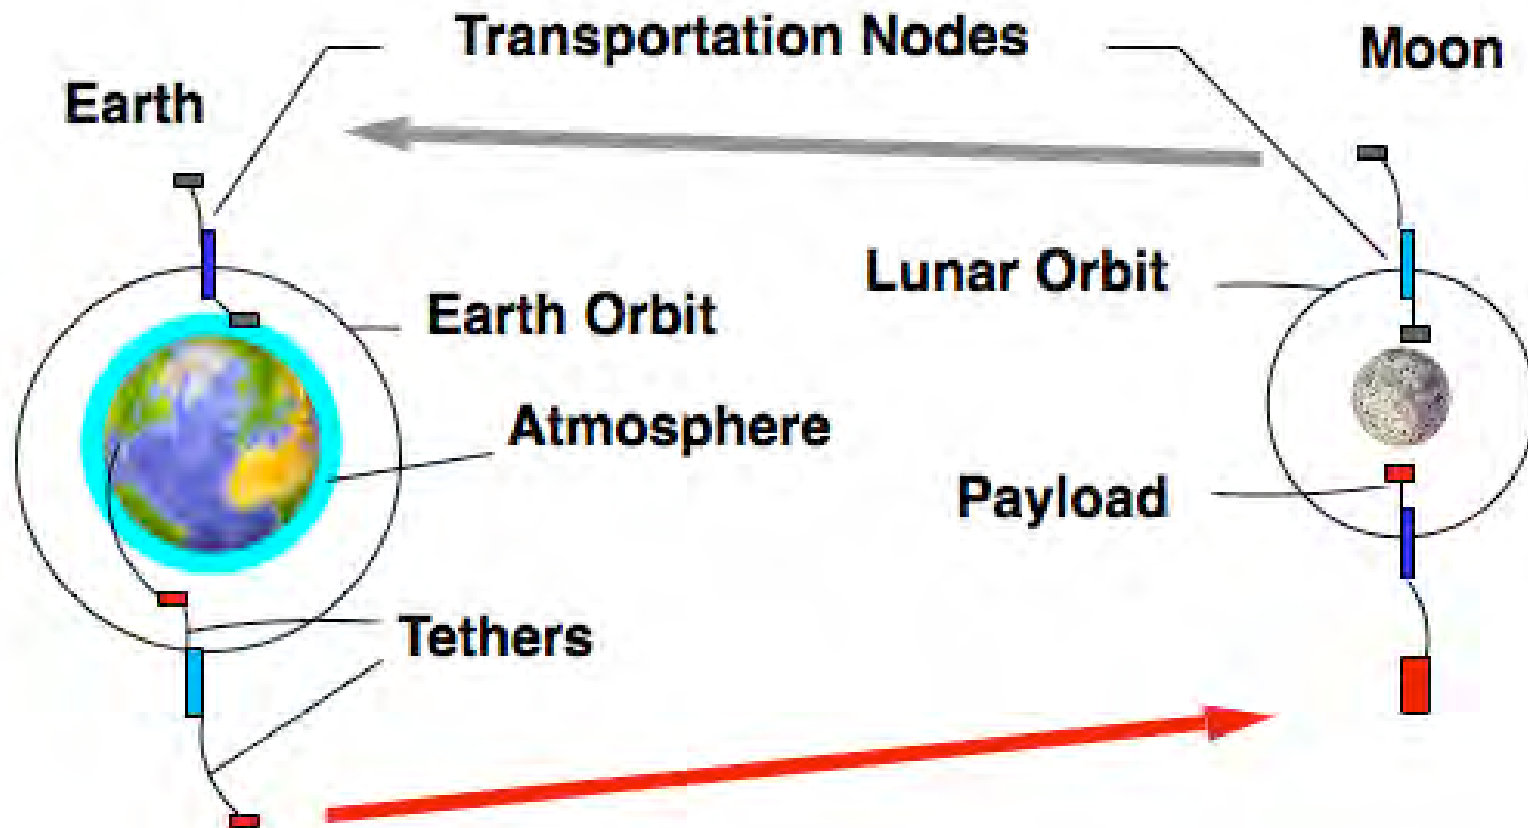 Transportation Nodes
Moon
Earth
Lunar Orbit
Earth Orbit
Atmosphere
Payload
Tethers